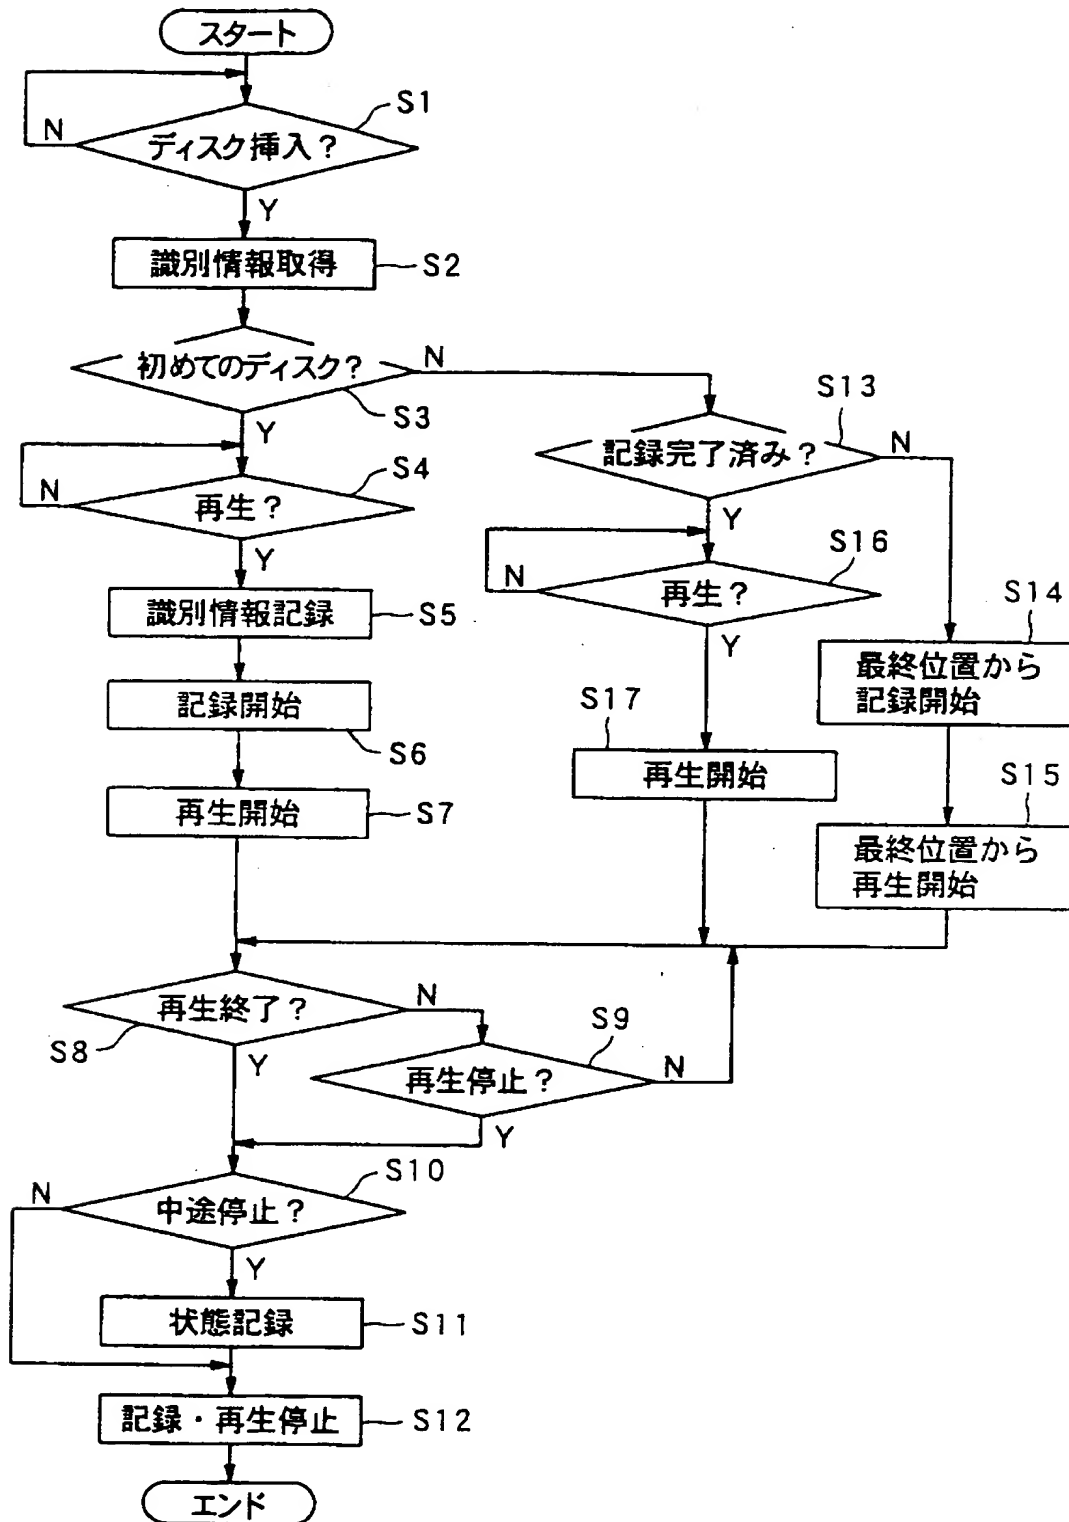 スタート
S1
N
ディスク挿入?
Y
識別情報取得
S2
初めてのディスク?
N
S3
Y
S13
記録完了済み?
N
S4
N
再生?
Y
Y
S16
N
再生?
Y
識別情報記録
S5
S14
最終位置から
記録開始
記録開始
S6
S17
再生開始
S15
最終位置から
再生開始
再生開始
S7
再生終了?
N
S8
Y
S9
再生停止?
N
Y
S10
N
中途停止?
Y
状態記録
S11
記録・再生停止
S12
エンド